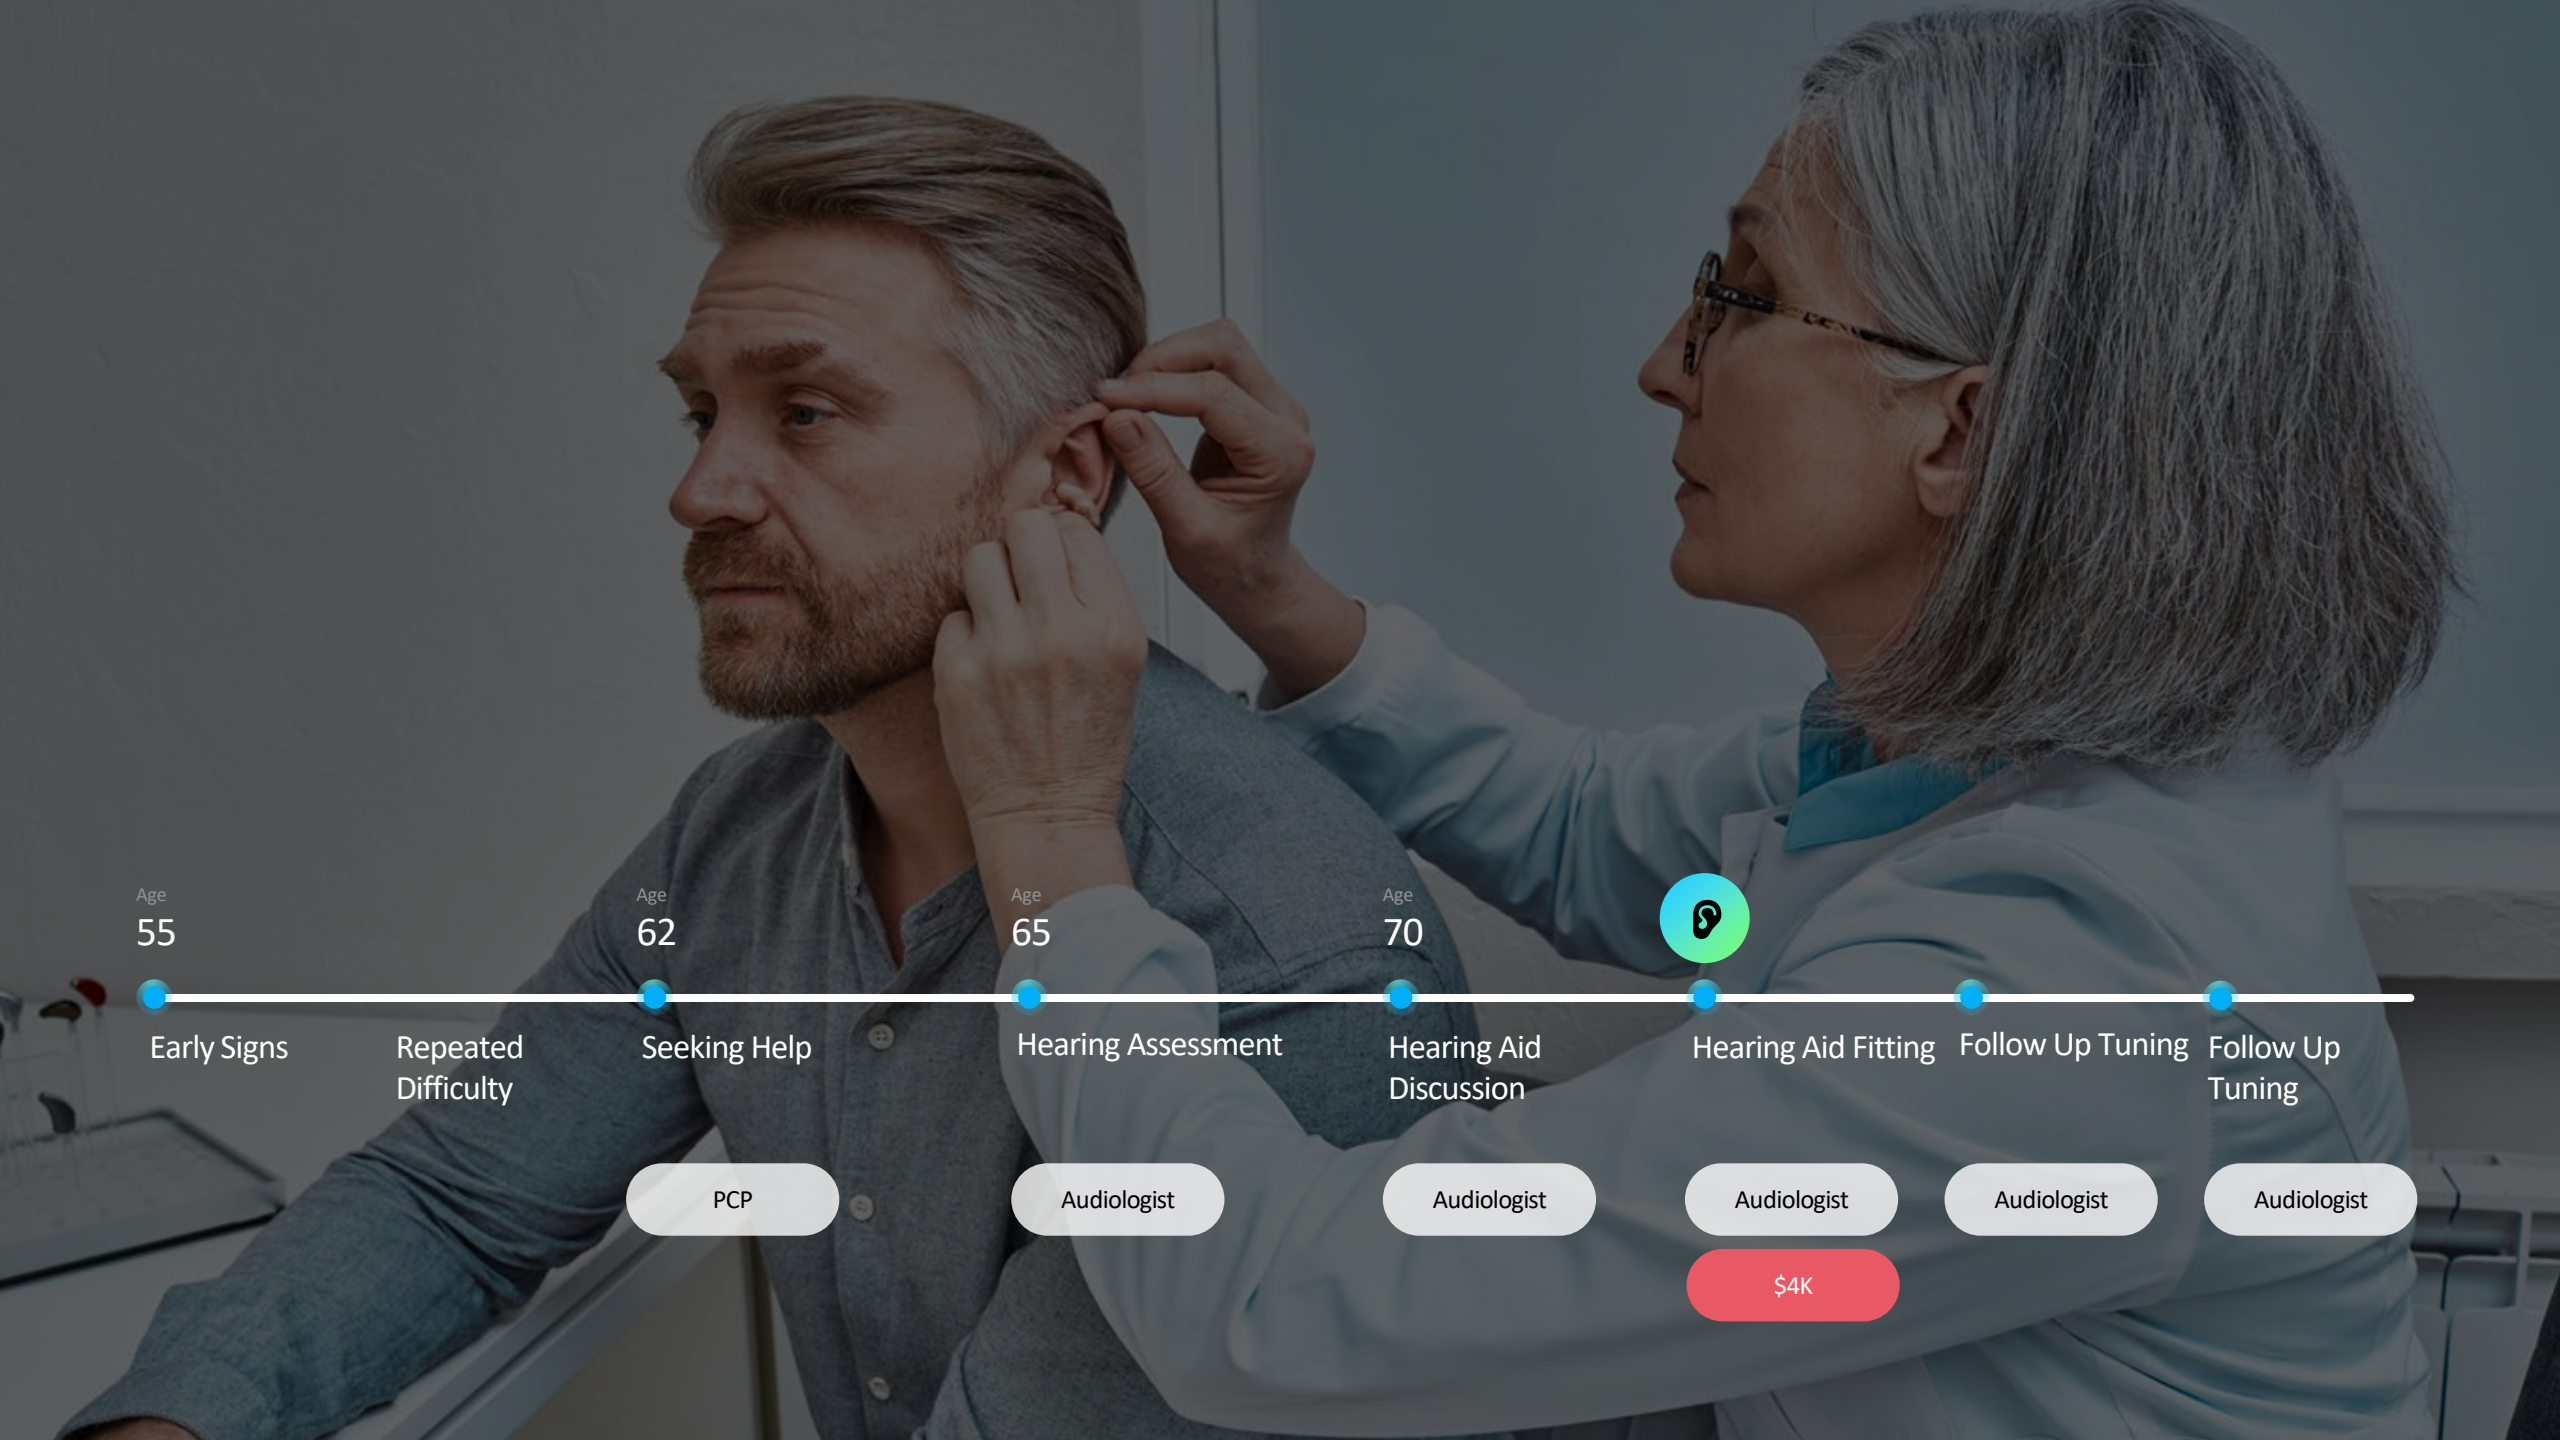 Age
55
Age
62
Age
65
Age
70
Early Signs
Repeated
Difficulty
Seeking Help
Hearing Assessment
Hearing Aid
Discussion
Hearing Aid Fitting
Follow Up Tuning
Follow Up
Tuning
PCP
Audiologist
Audiologist
Audiologist
Audiologist
Audiologist
$4K